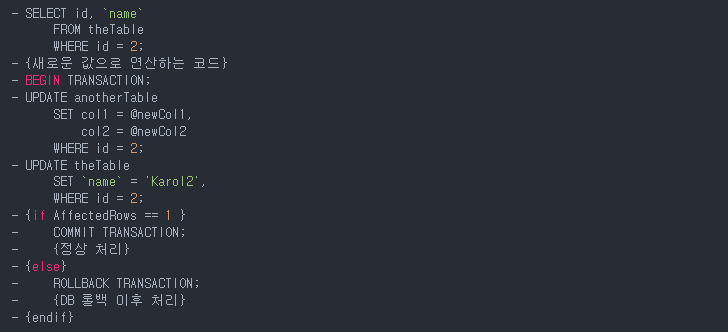 - SELECT id, `name`
FROM theTable
WHERE id = 2;
- {새로운 값으로 연산하는 코드}
- BEGIN TRANSACTION;
- UPDATE anotherTable
SET col1 = @newCol1,
col2 = @newCol2
WHERE id = 2;
- UPDATE theTable
SET `name` = 'Karol2',
WHERE id = 2;
- {if AffectedRows == 1 }
- COMMIT TRANSACTION;
- {정상 처리}
- {else}
- ROLLBACK TRANSACTION;
- {DB 롤백 이후 처리}
- {endif}